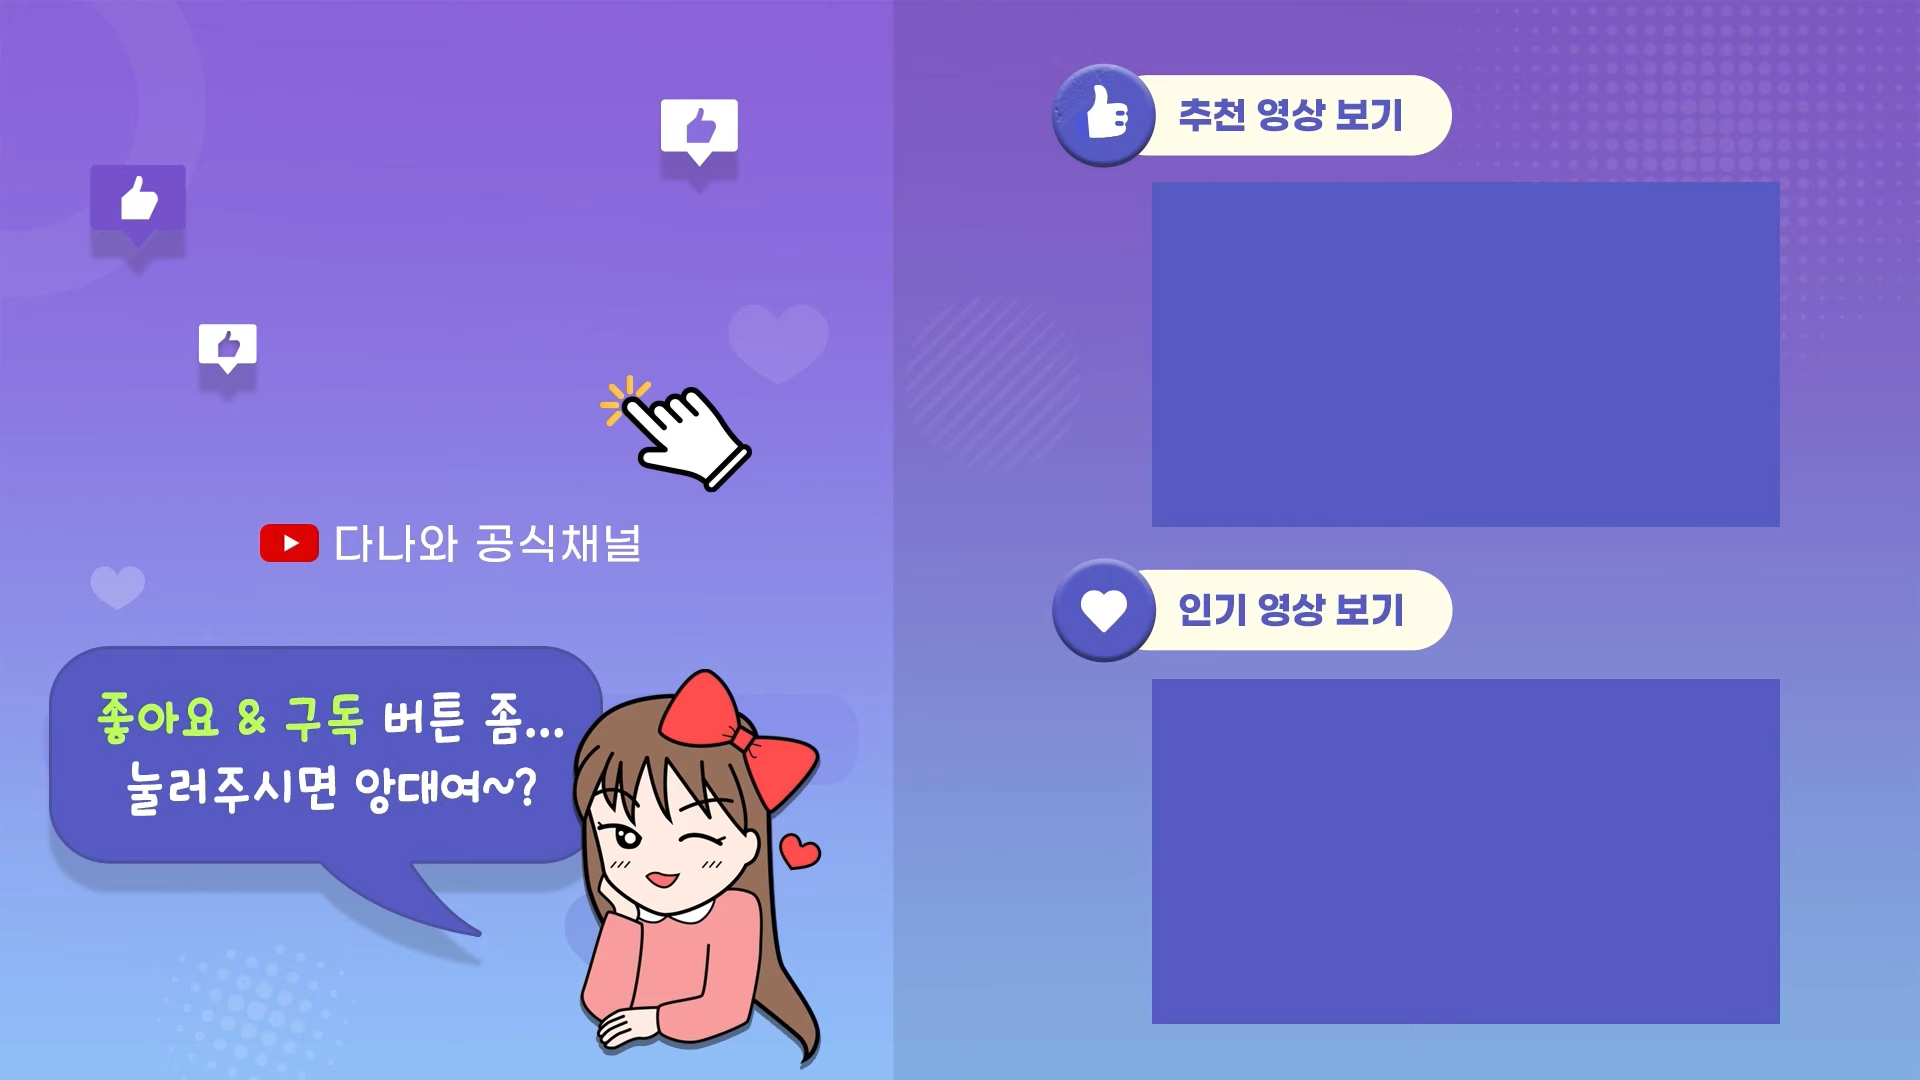 다나와 공식채널
좋아요 & 구독 버튼 좀...
눌러주시면 앙대여~?
추천 영상 보기
인기 영상 보기